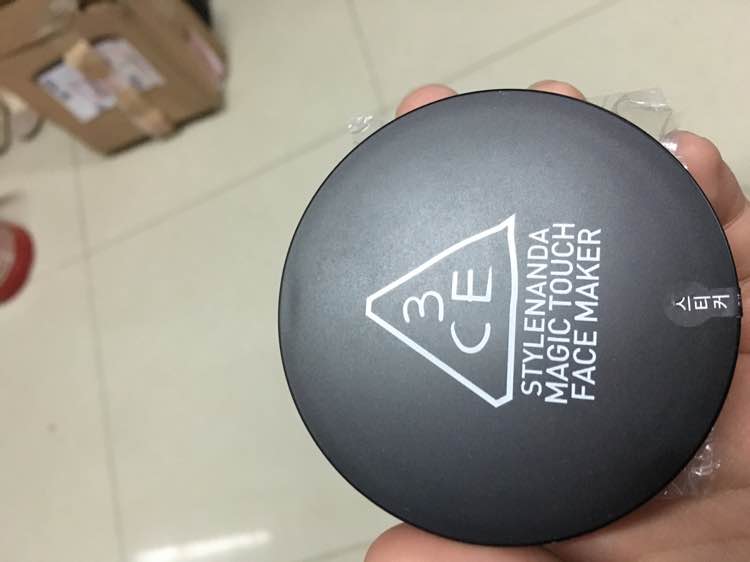 3
CE
STYLENANDA
MAGIC TOUCH
FACE MAKER
스티커